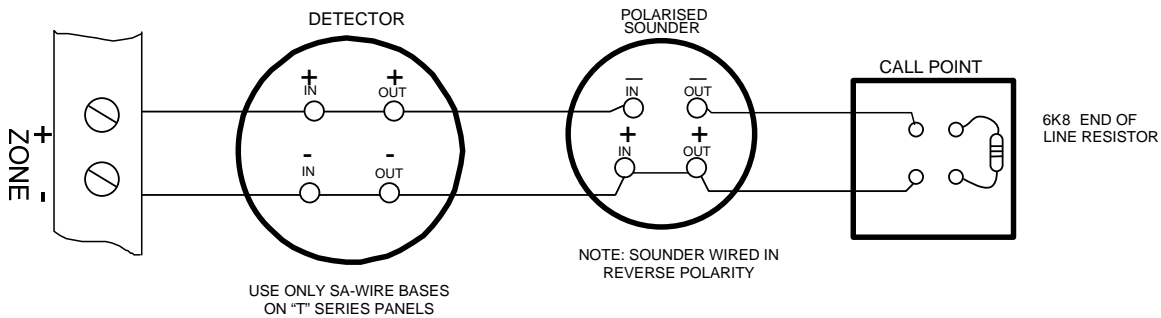 DETECTOR
POLARISED
SOUNDER
CALL POINT
ZONE
+
-
+ +
IN OUT
- -
IN OUT
– –
IN OUT
+ +
IN OUT
6K8 END OF
LINE RESISTOR
NOTE: SOUNDER WIRED IN
REVERSE POLARITY
USE ONLY SA-WIRE BASES
ON “T” SERIES PANELS